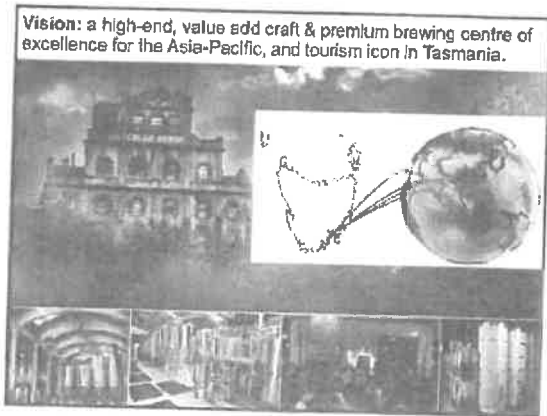 Vision: a high-end, value add craft & premium brewing centre of
excellence for the Asia-Pacific, and tourism icon in Tasmania.